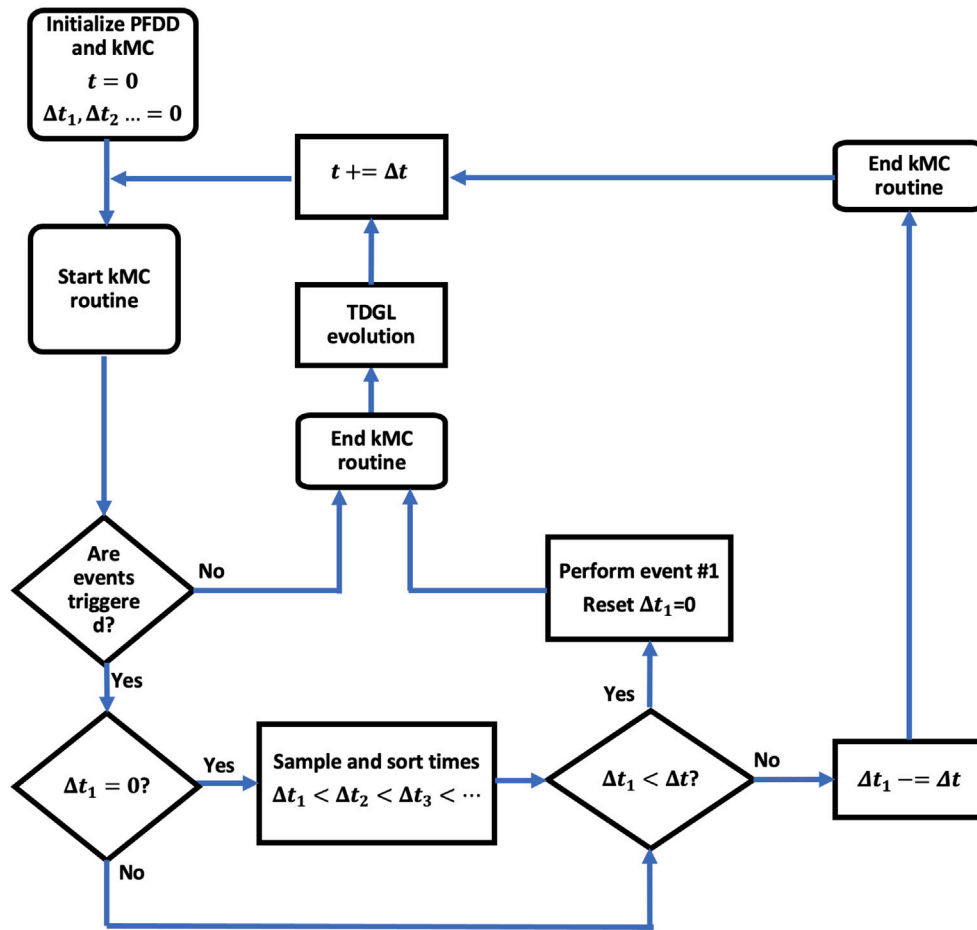 Initialize PFDD
and kMC
𝒕 = 𝟎
Δ𝒕₁, Δ𝒕₂ … = 𝟎
𝒕 += Δ𝒕
End kMC
routine
Start kMC
routine
TDGL
evolution
End kMC
routine
Are
events
triggere
d?
No
Yes
Perform event #1
Reset Δ𝒕₁=0
Δ𝒕₁ = 𝟎?
Yes
No
Sample and sort times
Δ𝒕₁ < Δ𝒕₂ < Δ𝒕₃ < ⋯
Δ𝒕₁ < Δ𝒕?
Yes
No
Δ𝒕₁ −= Δ𝒕